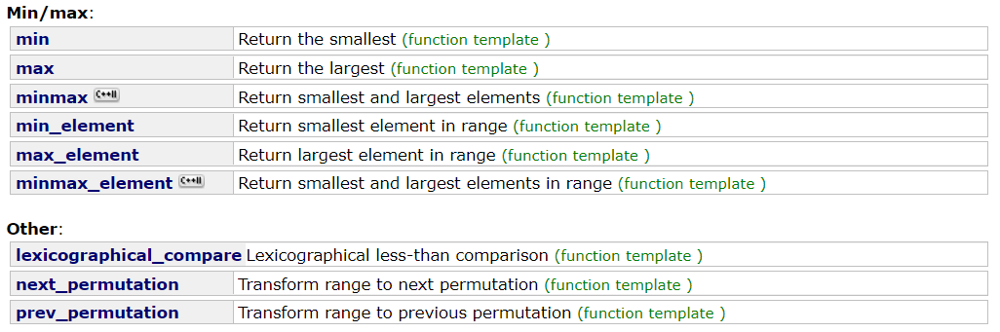 Min/max:
min Return the smallest (function template )
max Return the largest (function template )
minmax C++11 Return smallest and largest elements (function template )
min_element Return smallest element in range (function template )
max_element Return largest element in range (function template )
minmax_element C++11 Return smallest and largest elements in range (function template )
Other:
lexicographical_compare Lexicographical less-than comparison (function template )
next_permutation Transform range to next permutation (function template )
prev_permutation Transform range to previous permutation (function template )